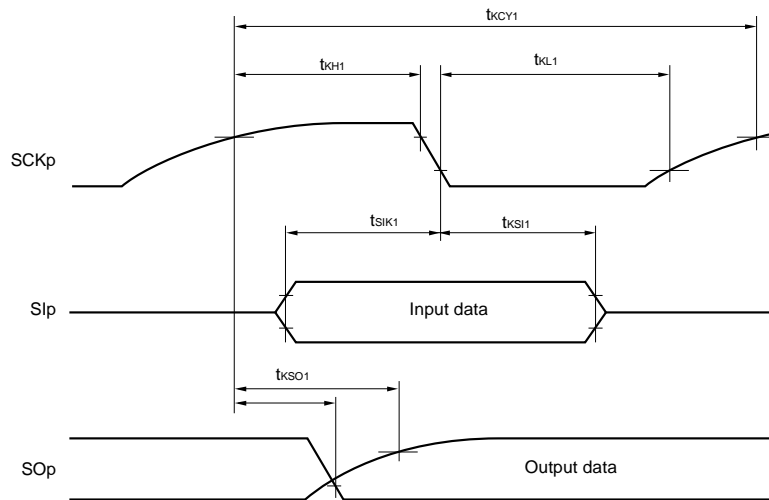 tKCY1
tKH1
tKL1
SCKp
tSIK1
tKSI1
SIp
Input data
tKSO1
SOp
Output data